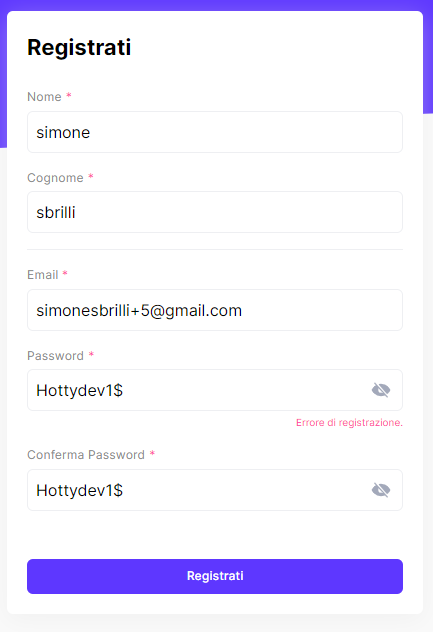 Registrati
Nome *
simone
Cognome *
sbrilli
Email *
simonesbrilli+5@gmail.com
Password *
Hottydev1$
Errore di registrazione.
Conferma Password *
Hottydev1$
Registrati